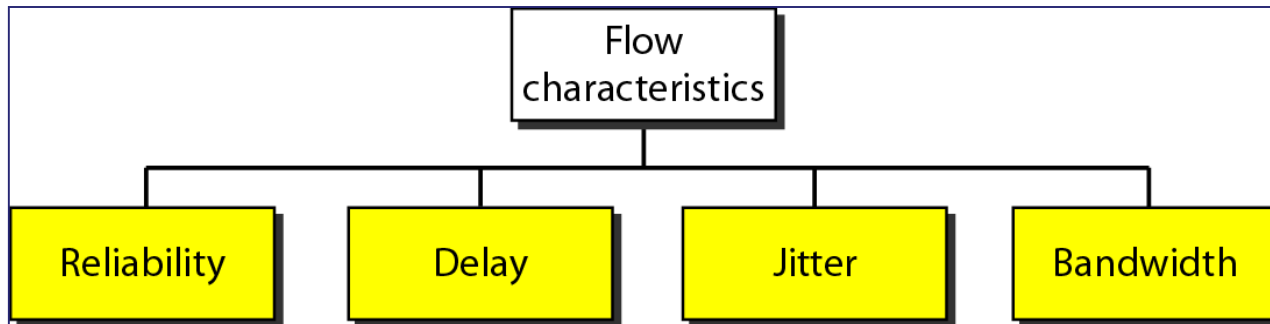 Flow
characteristics
Reliability
Delay
Jitter
Bandwidth